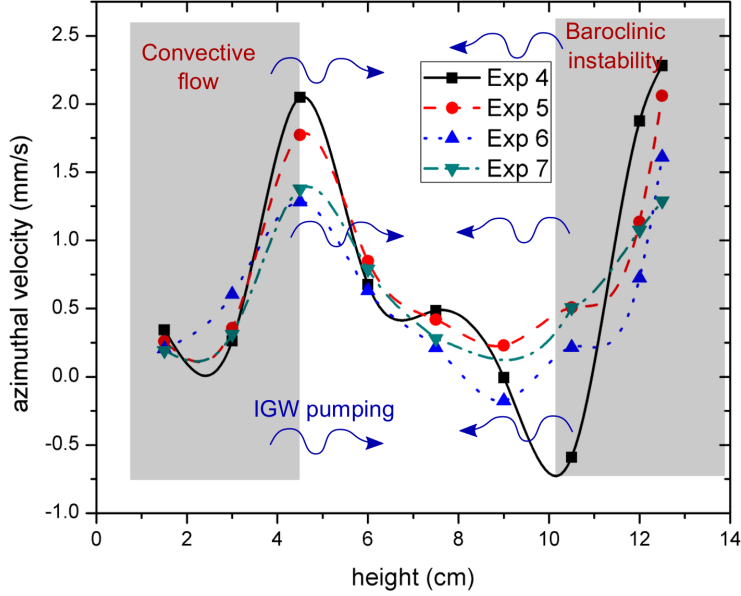 2.5
2.0
1.5
1.0
0.5
0.0
-0.5
-1.0
azimuthal velocity (mm/s)
Convective
flow
Baroclinic
instability
Exp 4
Exp 5
Exp 6
Exp 7
IGW pumping
0 2 4 6 8 10 12 14
height (cm)